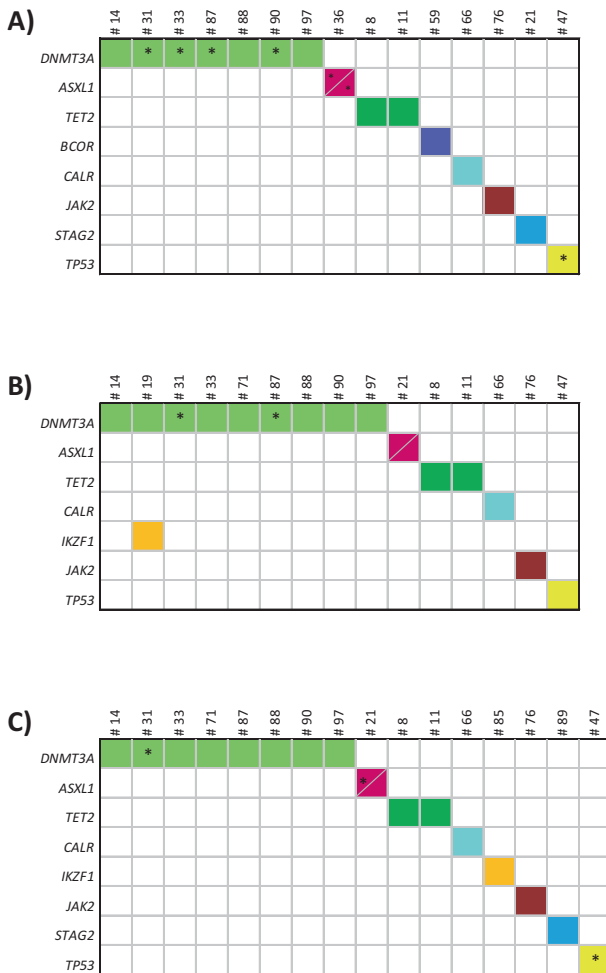 A)
# 14 # 31 # 33 # 87 # 88 # 90 # 97 # 36 # 8 # 11 # 59 # 66 # 76 # 21 # 47
DNMT3A * * * *
ASXL1 * *
TET2
BCOR
CALR
JAK2
STAG2
TP53 *
B)
# 14 # 19 # 31 # 33 # 71 # 87 # 88 # 90 # 97 # 21 # 8 # 11 # 66 # 76 # 47
DNMT3A * *
ASXL1
TET2
CALR
IKZF1
JAK2
TP53
C)
# 14 # 31 # 33 # 71 # 87 # 88 # 90 # 97 # 21 # 8 # 11 # 66 # 85 # 76 # 89 # 47
DNMT3A *
ASXL1 *
TET2
CALR
IKZF1
JAK2
STAG2
TP53 *